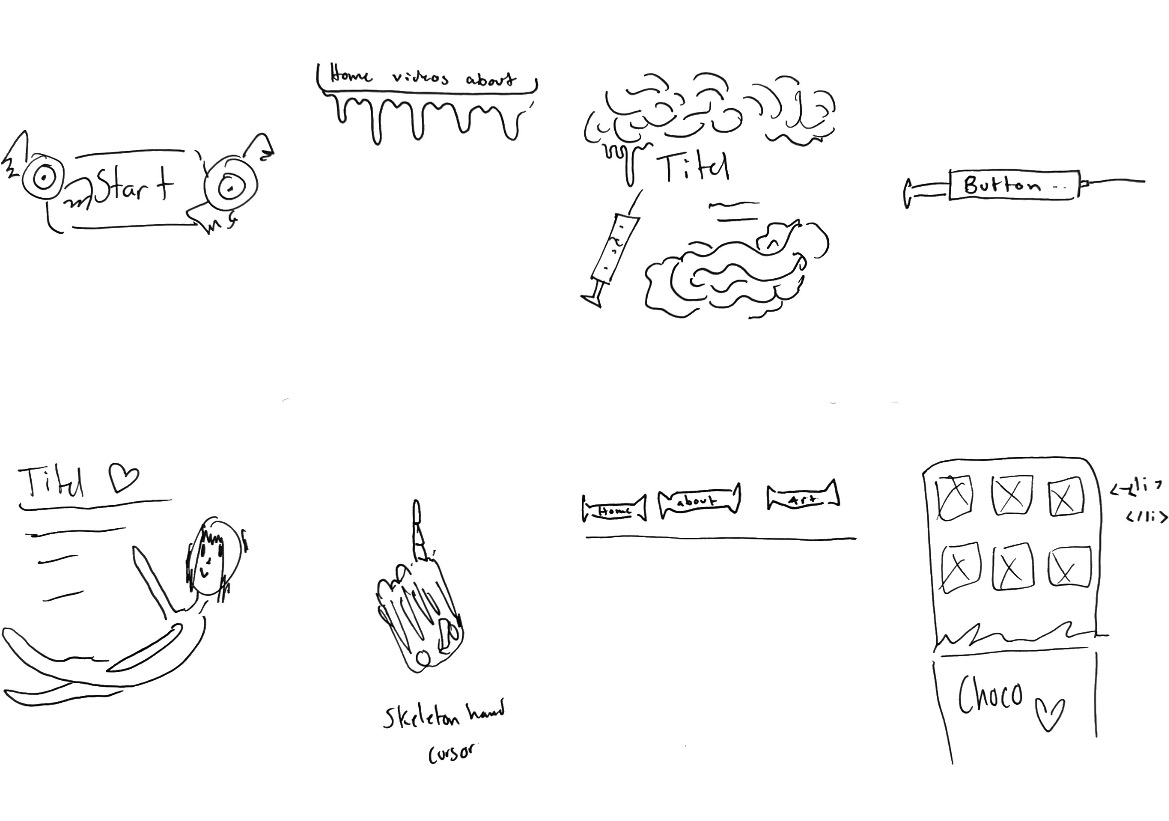 Home videos about
Start
Titel
Button ..
Titel
Home
about
Art
<li>
</li>
Skeleton hand
cursor
Choco